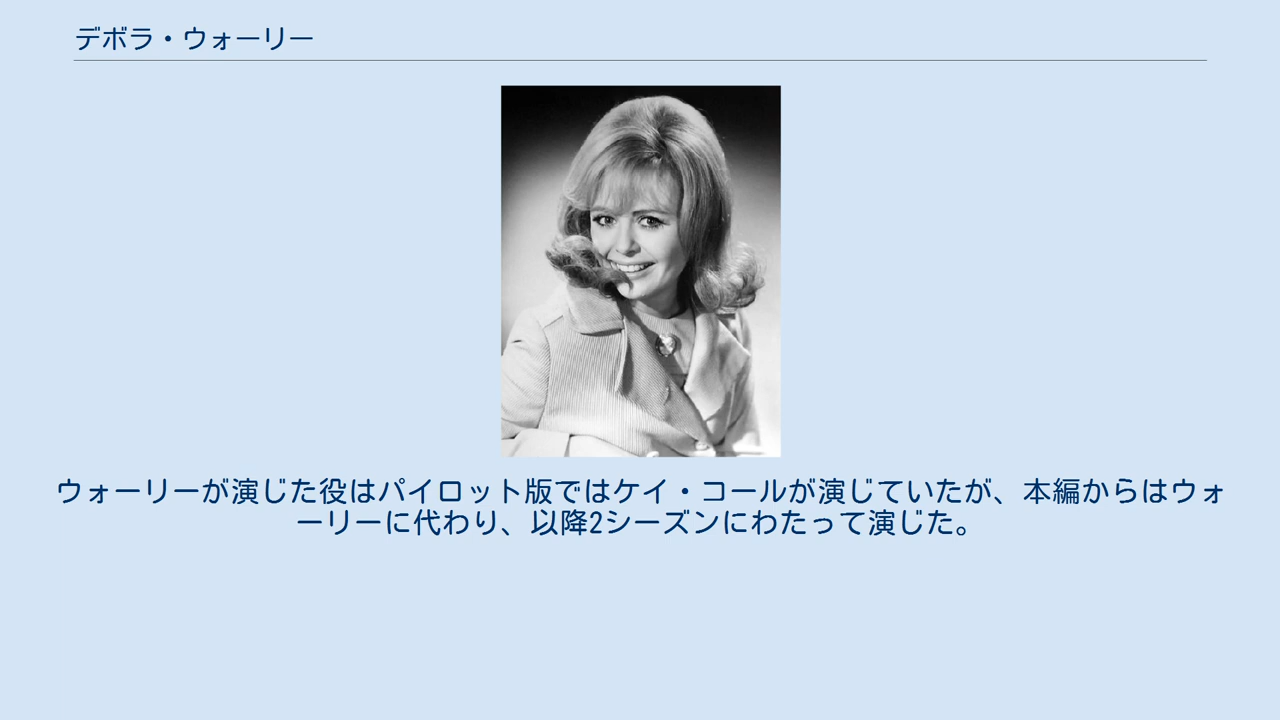 デボラ・ウォーリー
ウォーリーが演じた役はパイロット版ではケイ・コールが演じていたが、本編からはウォ
ーリーに代わり、以降2シーズンにわたって演じた。